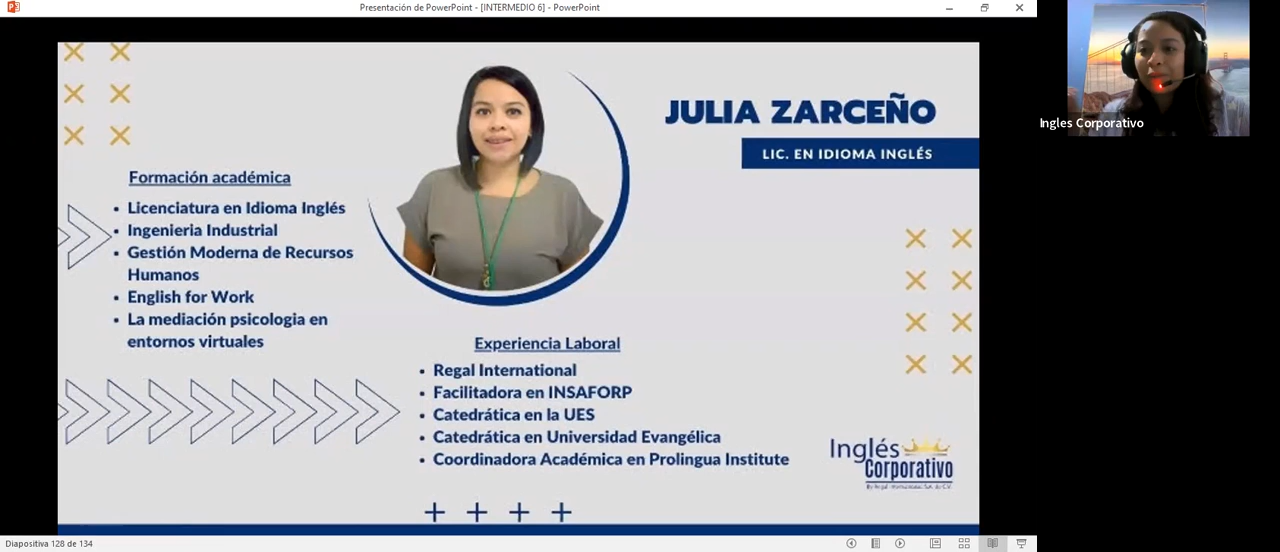 Presentación de PowerPoint - [INTERMEDIO 6] - PowerPoint
JULIA ZARCEÑO
LIC. EN IDIOMA INGLÉS
Formación académica
Licenciatura en Idioma Inglés
Ingenieria Industrial
Gestión Moderna de Recursos
Humanos
English for Work
La mediación psicologia en
entornos virtuales
Experiencia Laboral
Regal International
Facilitadora en INSAFORP
Catedrática en la UES
Catedrática en Universidad Evangélica
Coordinadora Académica en Prolingua Institute
Inglés
Corporativo
Ingles Corporativo
Diapositiva 128 de 134